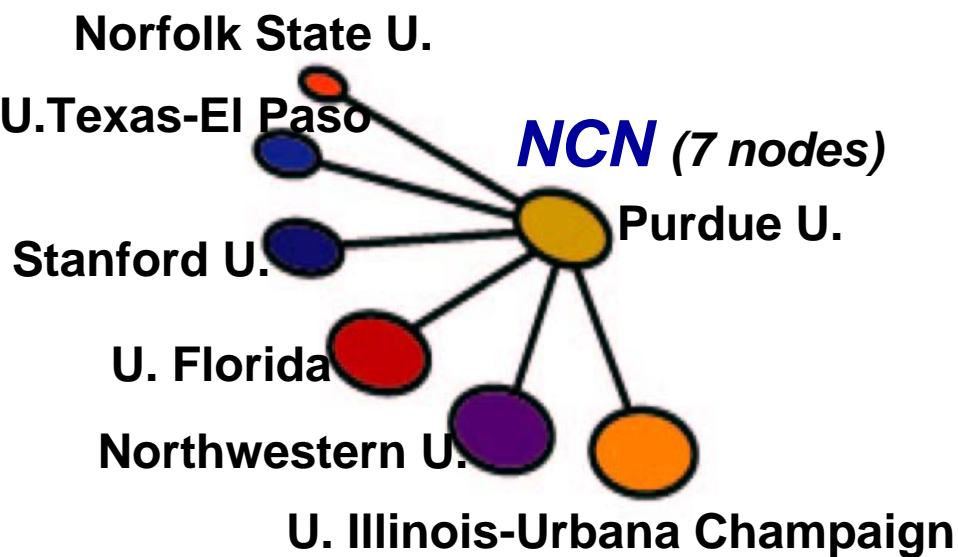 Norfolk State U.
U.Texas-El Paso
NCN (7 nodes)
Purdue U.
Stanford U.
U. Florida
Northwestern U.
U. Illinois-Urbana Champaign